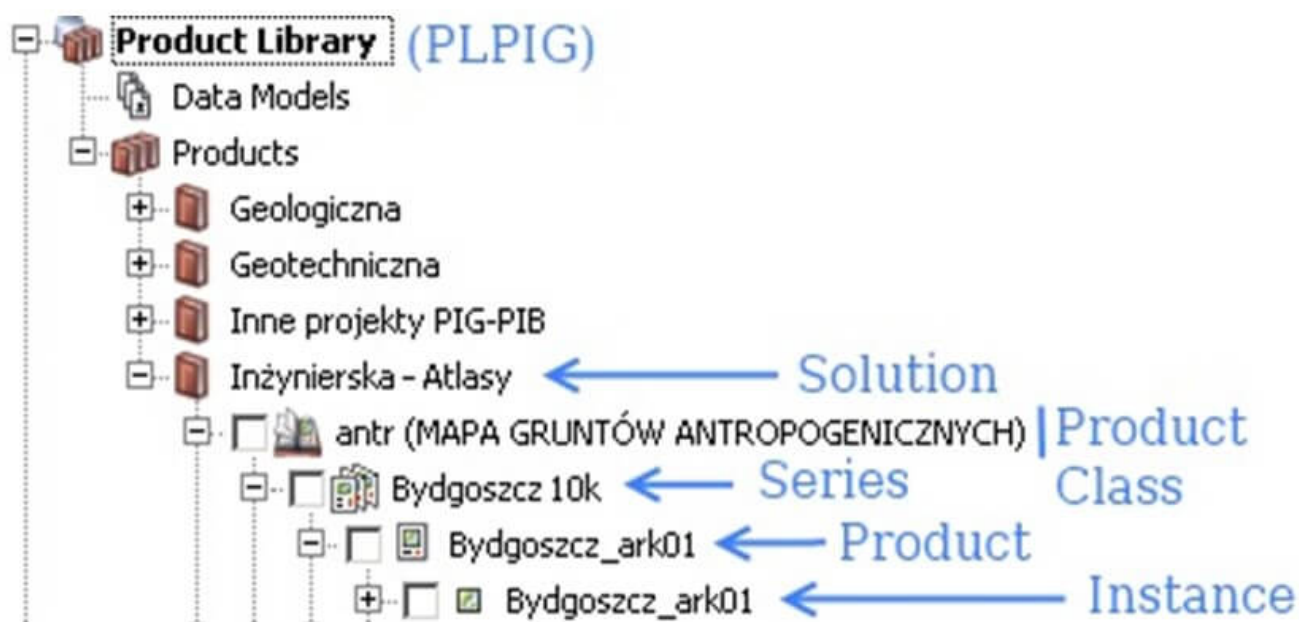 Product Library (PLPIG)
Data Models
Products
Geologiczna
Geotechniczna
Inne projekty PIG-PIB
Inżynierska - Atlasy Solution
antr (MAPA GRUNTÓW ANTROPOGENICZNYCH) Product
Class
Bydgoszcz 10k Series
Bydgoszcz_ark01 Product
Bydgoszcz_ark01 Instance